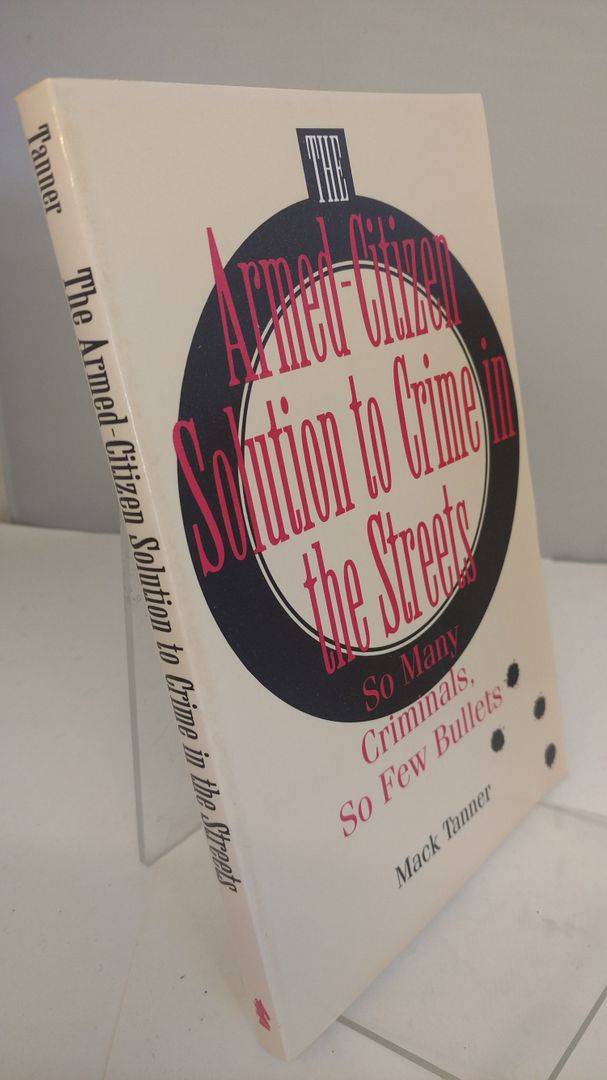 Tanner The Armed-Citizen Solution to Crime in the Streets
THE
Armed-Citizen
Solution to Crime in
the Streets
So Many
Criminals,
So Few Bullets
Mack Tanner